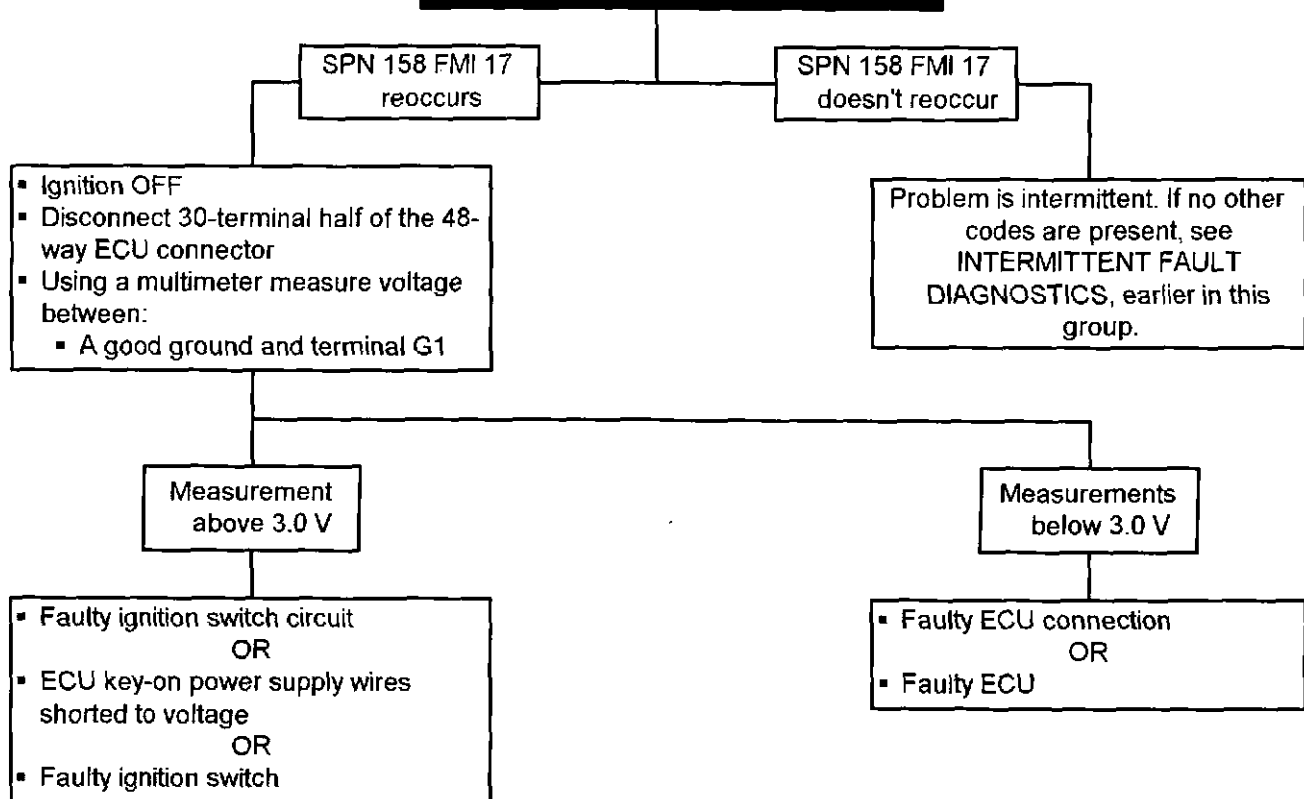 SPN 158 FMI 17
reoccurs
SPN 158 FMI 17
doesn't reoccur
▪ Ignition OFF
▪ Disconnect 30-terminal half of the 48-
way ECU connector
▪ Using a multimeter measure voltage
between:
▪ A good ground and terminal G1
Problem is intermittent. If no other
codes are present, see
INTERMITTENT FAULT
DIAGNOSTICS, earlier in this
group.
Measurement
above 3.0 V
Measurements
below 3.0 V
▪ Faulty ignition switch circuit
OR
▪ ECU key-on power supply wires
shorted to voltage
OR
▪ Faulty ignition switch
▪ Faulty ECU connection
OR
▪ Faulty ECU